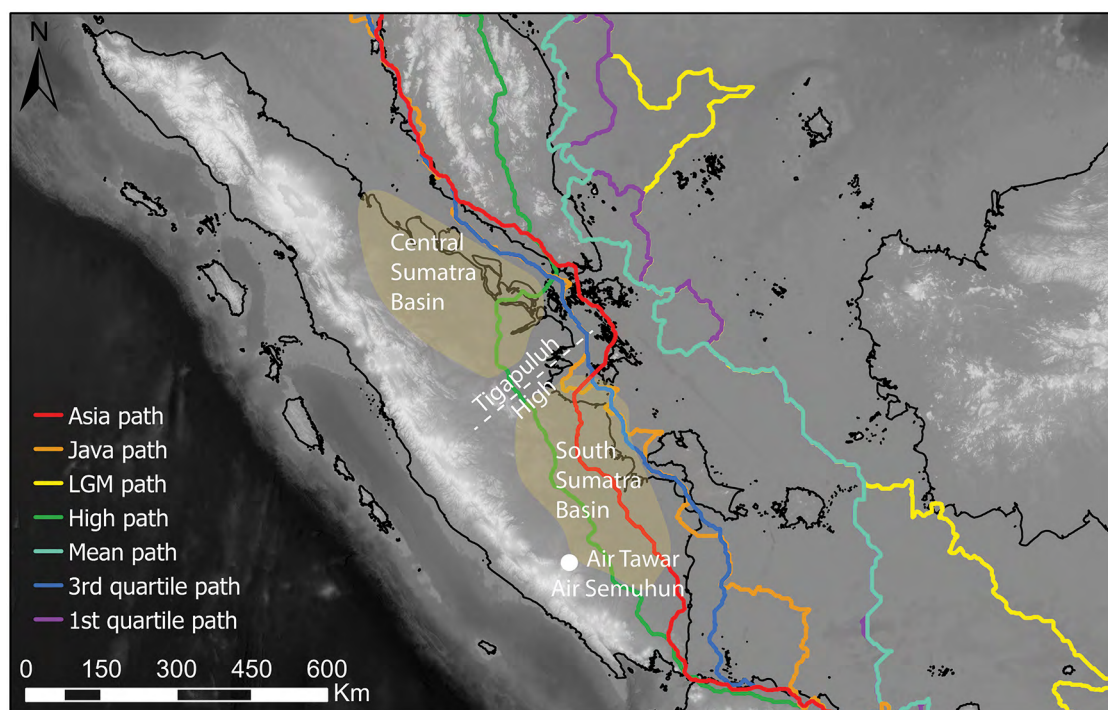 N
Central
Sumatra
Basin
Tigapuluh
High
South
Sumatra
Basin
Air Tawar
Air Semuhun
Asia path
Java path
LGM path
High path
Mean path
3rd quartile path
1st quartile path
0 150 300 450 600
Km